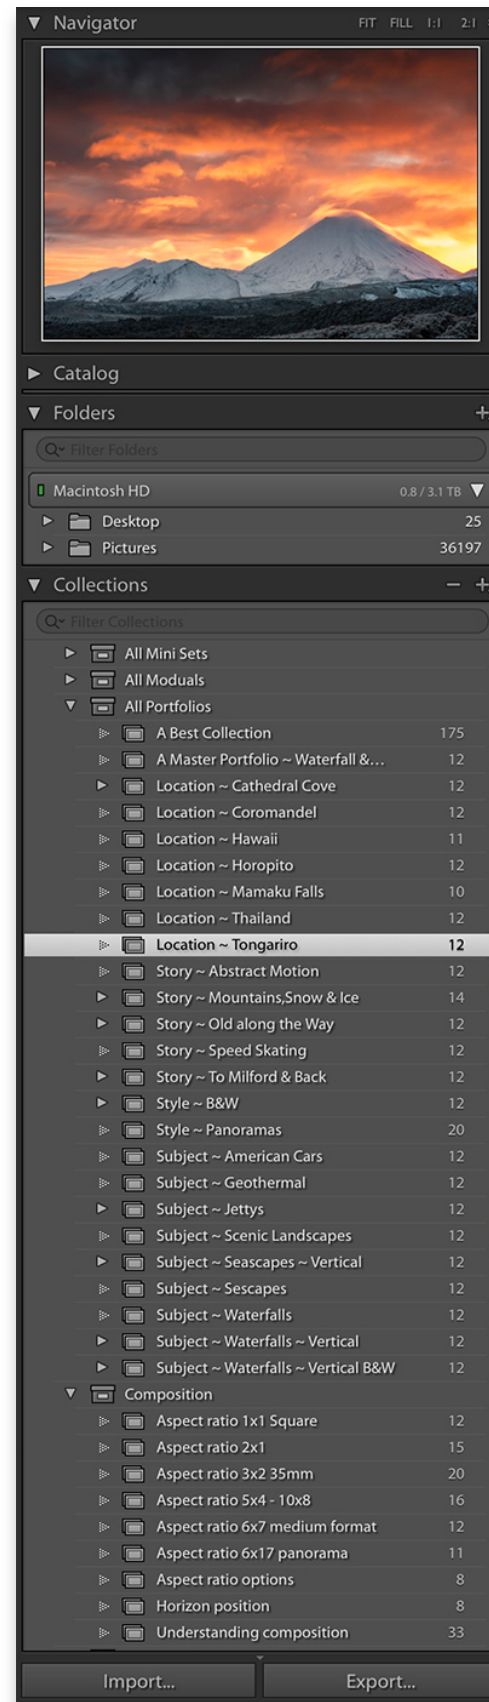 Navigator FIT FILL 1:1 2:1
Catalog
Folders
Filter Folders
Macintosh HD 0.8 / 3.1 TB
Desktop 25
Pictures 36197
Collections
Filter Collections
All Mini Sets
All Moduals
All Portfolios
A Best Collection 175
A Master Portfolio ~ Waterfall &... 12
Location ~ Cathedral Cove 12
Location ~ Coromandel 12
Location ~ Hawaii 11
Location ~ Horopito 12
Location ~ Mamaku Falls 10
Location ~ Thailand 12
Location ~ Tongariro 12
Story ~ Abstract Motion 12
Story ~ Mountains,Snow & Ice 14
Story ~ Old along the Way 12
Story ~ Speed Skating 12
Story ~ To Milford & Back 12
Style ~ B&W 12
Style ~ Panoramas 20
Subject ~ American Cars 12
Subject ~ Geothermal 12
Subject ~ Jettys 12
Subject ~ Scenic Landscapes 12
Subject ~ Seascapes ~ Vertical 12
Subject ~ Sescapes 12
Subject ~ Waterfalls 12
Subject ~ Waterfalls ~ Vertical 12
Subject ~ Waterfalls ~ Vertical B&W 12
Composition
Aspect ratio 1x1 Square 12
Aspect ratio 2x1 15
Aspect ratio 3x2 35mm 20
Aspect ratio 5x4 - 10x8 16
Aspect ratio 6x7 medium format 12
Aspect ratio 6x17 panorama 11
Aspect ratio options 8
Horizon position 8
Understanding composition 33
Import... Export...